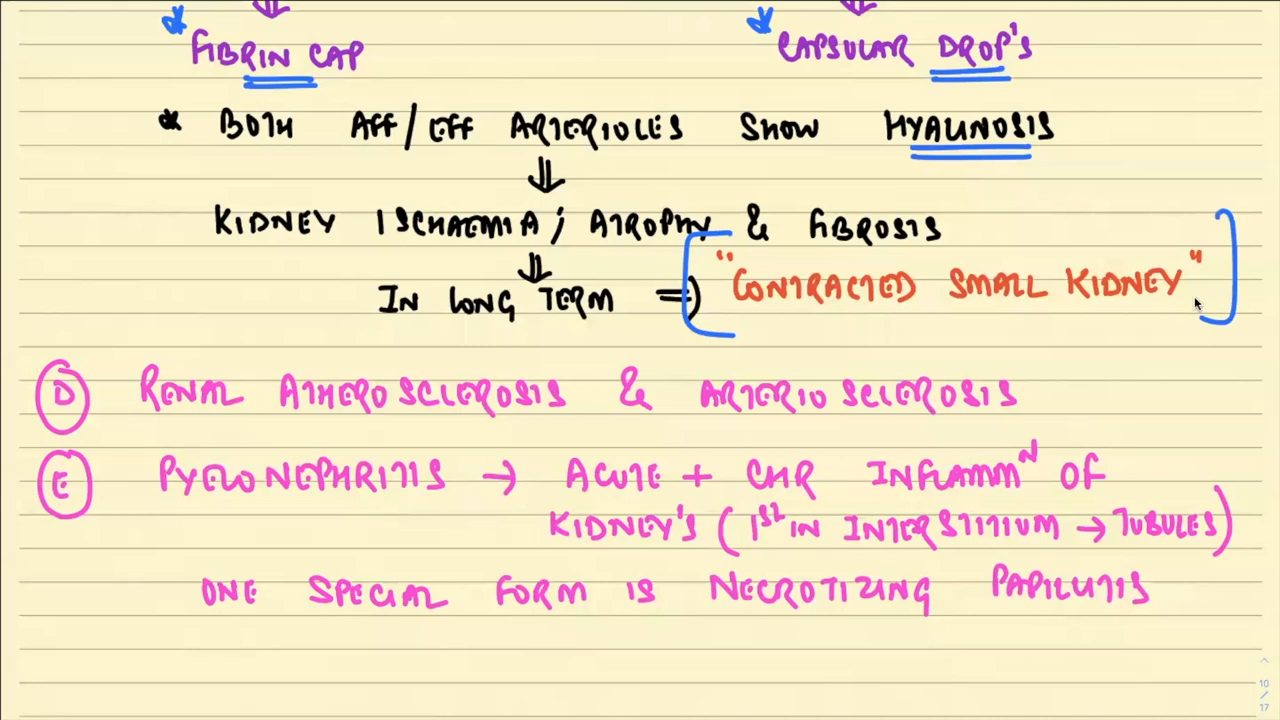 * FIBRIN CAP
* CAPSULAR DROP'S
* BOTH AFF/EFF ARTERIOLES SHOW HYALINOSIS
⇓
KIDNEY ISCHAEMIA; ATROPHY & FIBROSIS
⇓
IN LONG TERM ⇒ ["CONTRACTED SMALL KIDNEY"]
D RENAL ATHEROSCLEROSIS & ARTERIOSCLEROSIS
E PYELONEPHRITIS → ACUTE + CHR INFLAMMᴺ OF
KIDNEY'S (1ST IN INTERSTITIUM → TUBULES)
ONE SPECIAL FORM IS NECROTIZING PAPILLITIS
10
/
17